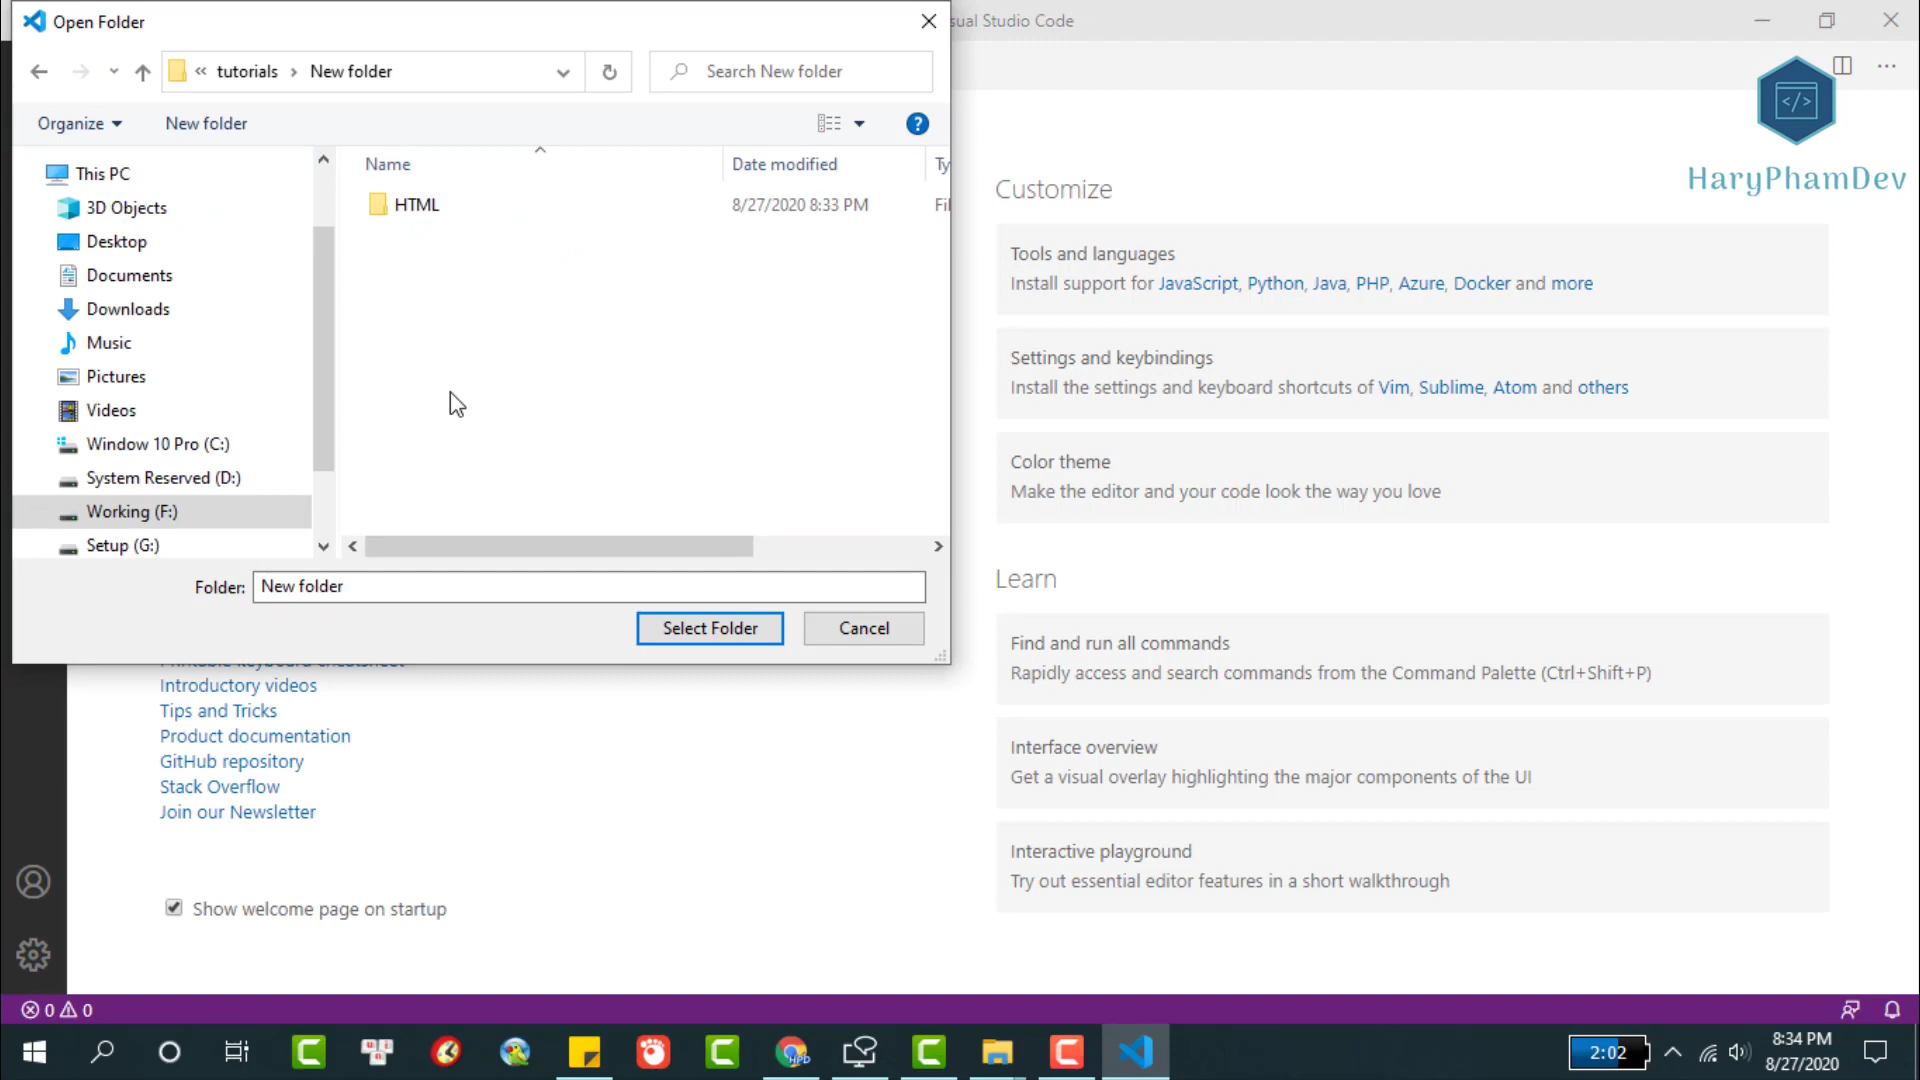 Open Folder
sual Studio Code
« tutorials › New folder
Search New folder
Organize
New folder
?
</>
HaryPhamDev
Name
Date modified
Ty
HTML
8/27/2020 8:33 PM
Fil
This PC
3D Objects
Desktop
Documents
Downloads
Music
Pictures
Videos
Window 10 Pro (C:)
System Reserved (D:)
Working (F:)
Setup (G:)
Folder:
New folder
Select Folder
Cancel
Customize
Tools and languages
Install support for JavaScript, Python, Java, PHP, Azure, Docker and more
Settings and keybindings
Install the settings and keyboard shortcuts of Vim, Sublime, Atom and others
Color theme
Make the editor and your code look the way you love
Learn
Find and run all commands
Rapidly access and search commands from the Command Palette (Ctrl+Shift+P)
Interface overview
Get a visual overlay highlighting the major components of the UI
Interactive playground
Try out essential editor features in a short walkthrough
Printable keyboard cheatsheet
Introductory videos
Tips and Tricks
Product documentation
GitHub repository
Stack Overflow
Join our Newsletter
Show welcome page on startup
0 0
HPD
2:02
8:34 PM
8/27/2020